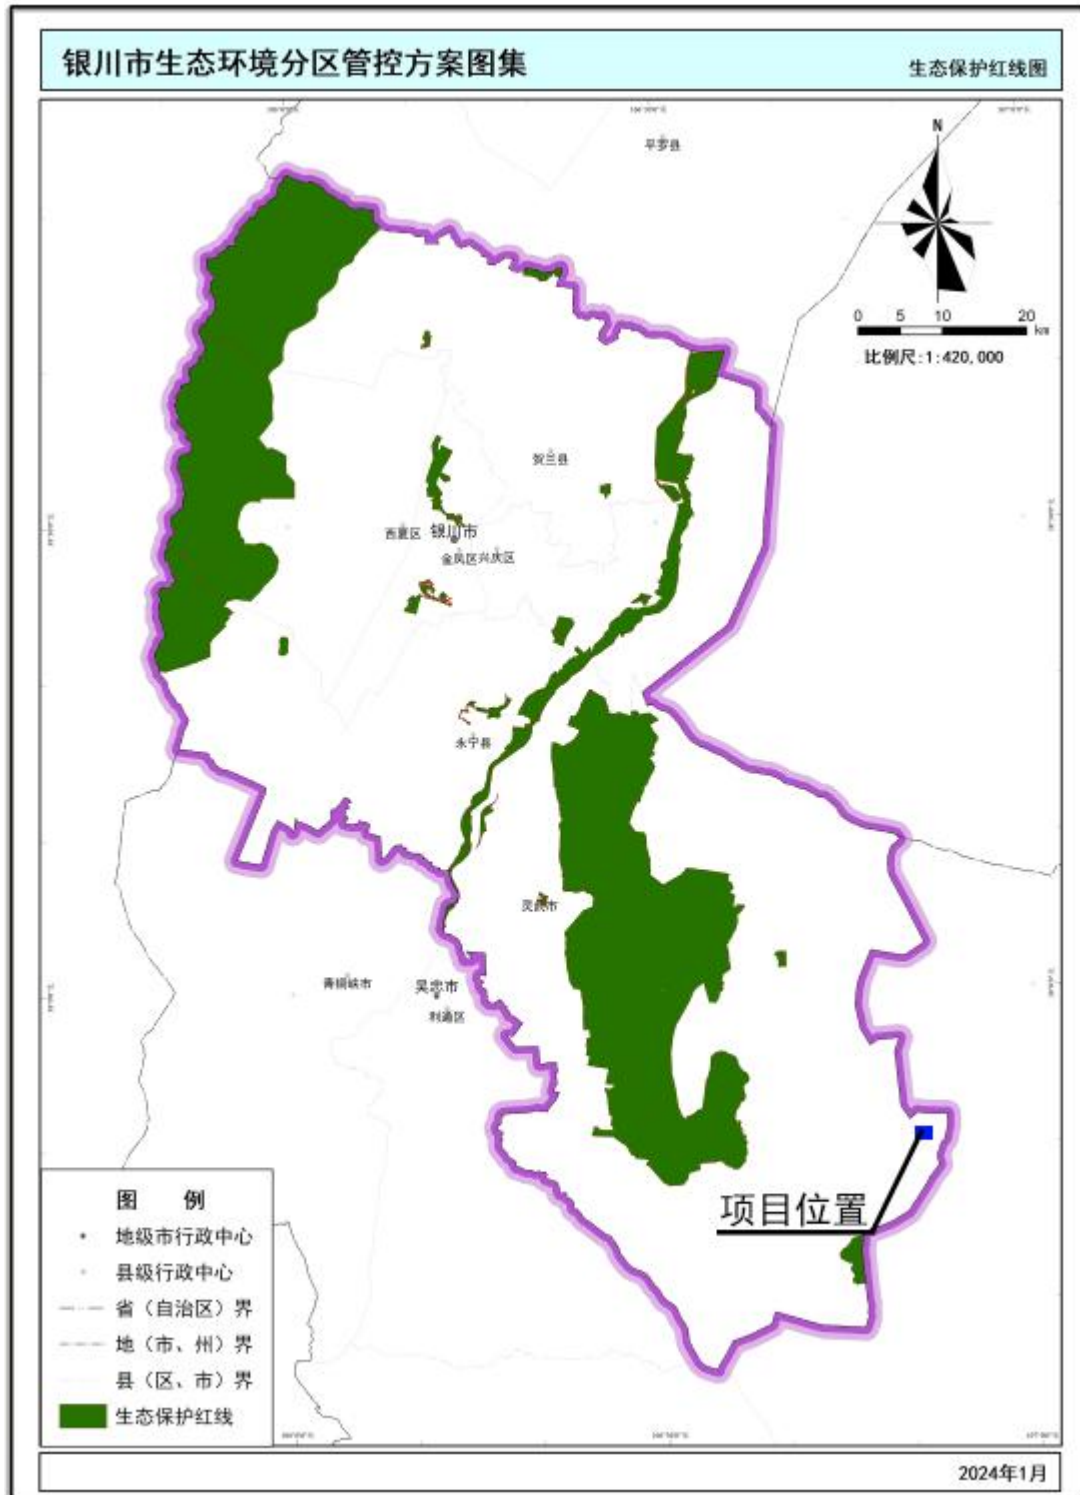 银川市生态环境分区管控方案图集
生态保护红线图
平罗县
N
0 5 10 20
km
比例尺:1:420,000
贺兰县
西夏区
银川市
金凤区
兴庆区
永宁县
灵武市
青铜峡市
吴忠市
利通区
项目位置
图 例
地级市行政中心
县级行政中心
省（自治区）界
地（市、州）界
县（区、市）界
生态保护红线
2024年1月